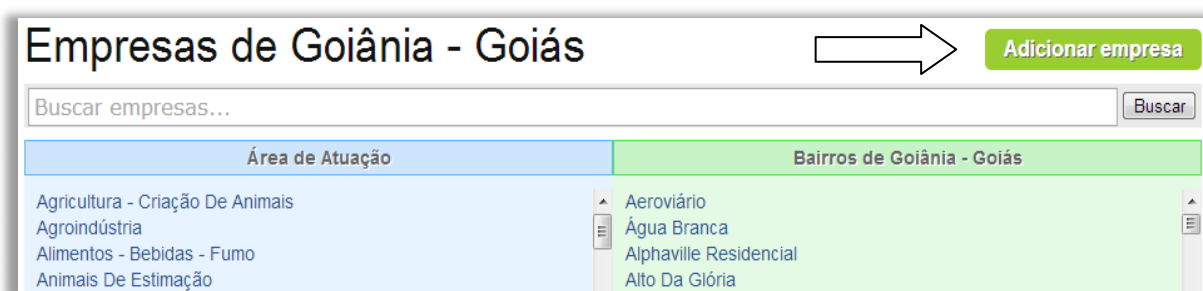 Empresas de Goiânia - Goiás
Adicionar empresa
Buscar empresas...
Buscar
Área de Atuação
Bairros de Goiânia - Goiás
Agricultura - Criação De Animais
Agroindústria
Alimentos - Bebidas - Fumo
Animais De Estimação
Aeroviário
Água Branca
Alphaville Residencial
Alto Da Glória